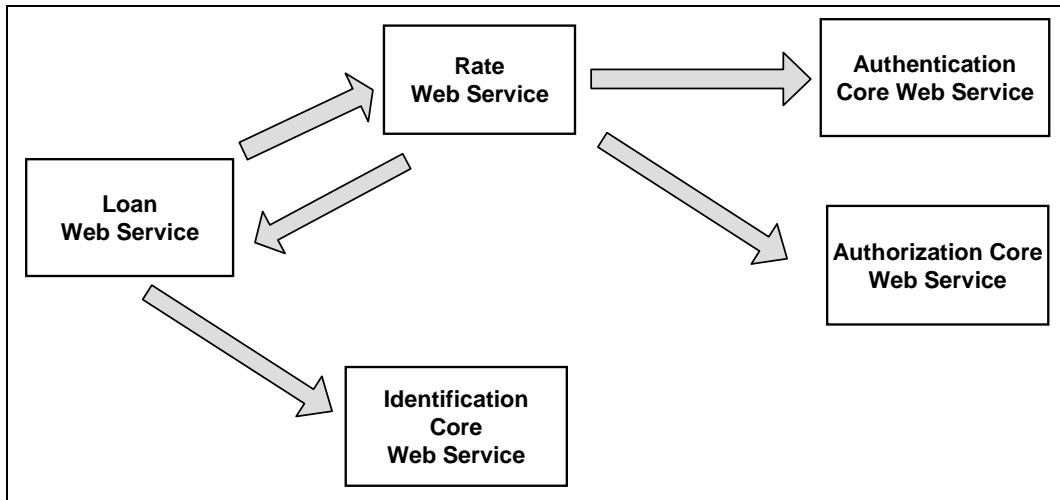 Rate
Web Service
Authentication
Core Web Service
Loan
Web Service
Authorization Core
Web Service
Identification
Core
Web Service